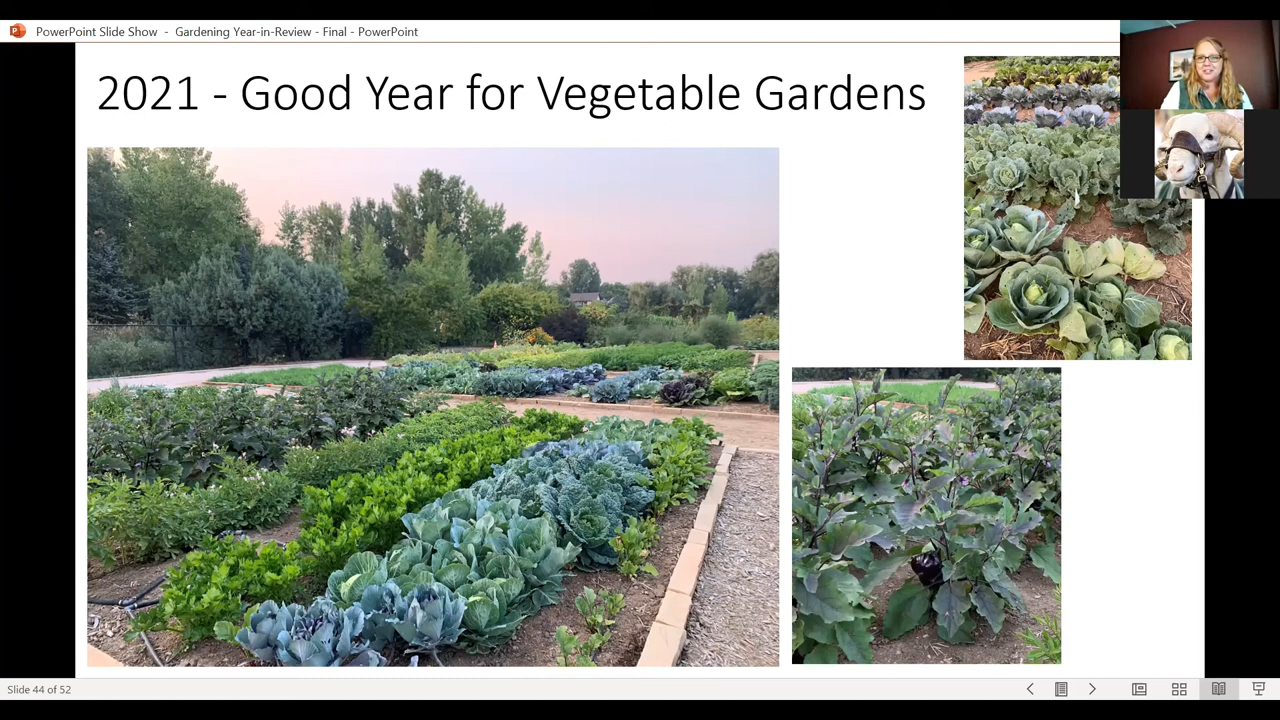 PowerPoint Slide Show - Gardening Year-in-Review - Final - PowerPoint
2021 - Good Year for Vegetable Gardens
Slide 44 of 52